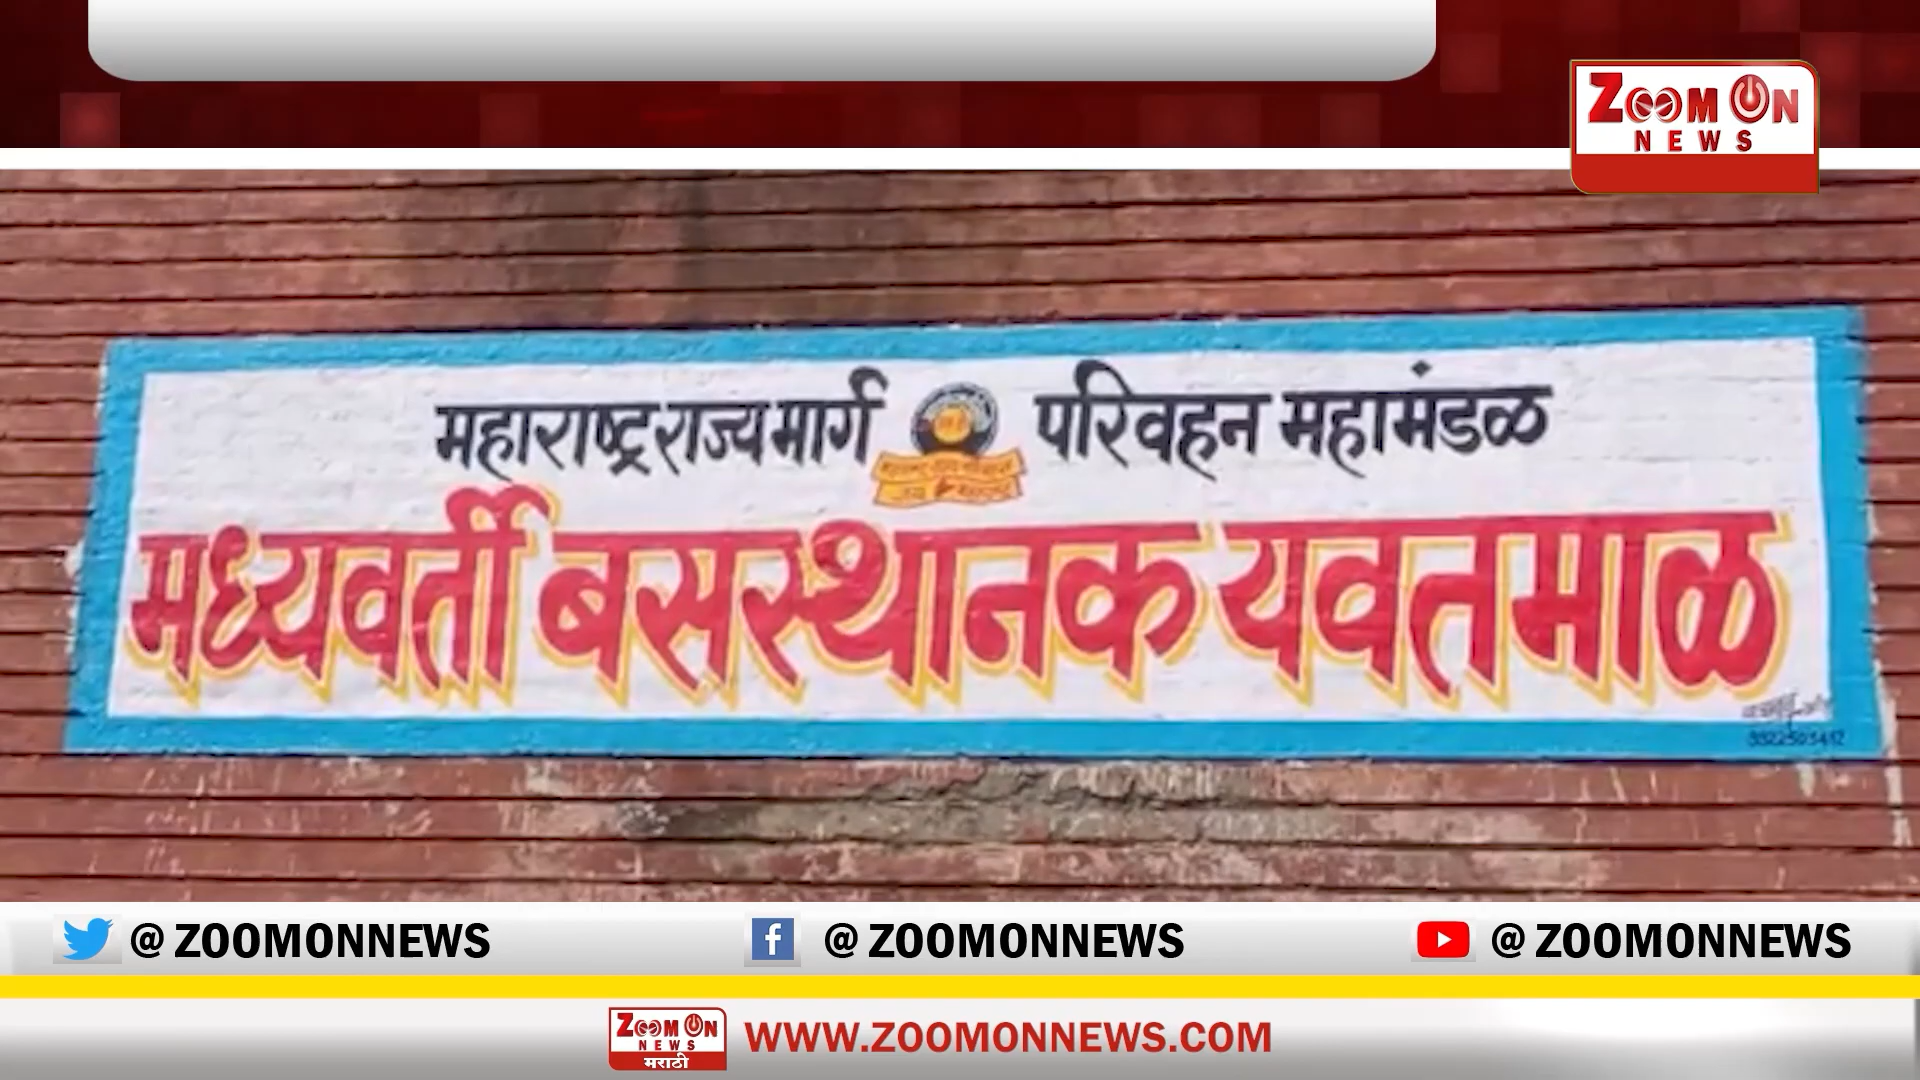 ZOOM ON
NEWS
महाराष्ट्र राज्य मार्ग परिवहन महामंडळ
मध्यवर्ती बसस्थानक यवतमाळ
@ ZOOMONNEWS @ ZOOMONNEWS @ ZOOMONNEWS
ZOOM ON
NEWS
मराठी
WWW.ZOOMONNEWS.COM